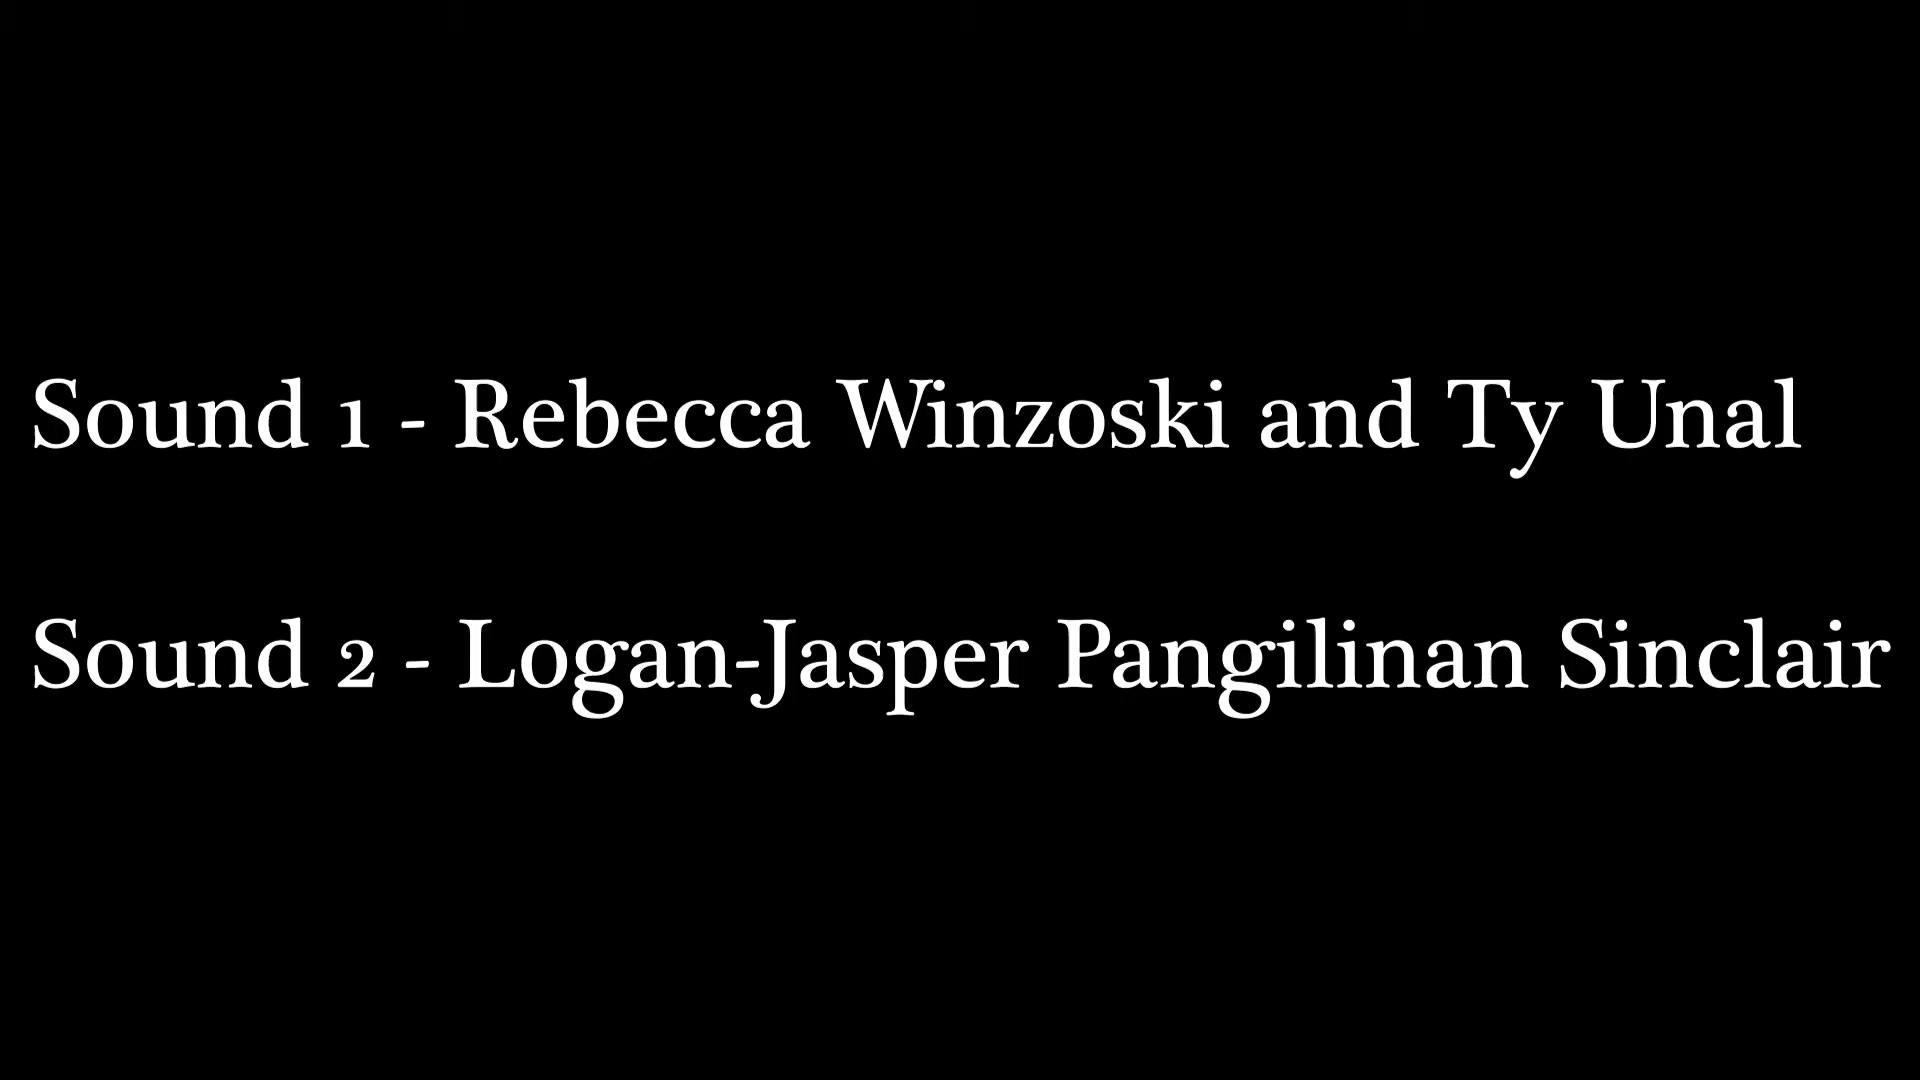 Sound 1 - Rebecca Winzoski and Ty Unal
Sound 2 - Logan-Jasper Pangilinan Sinclair